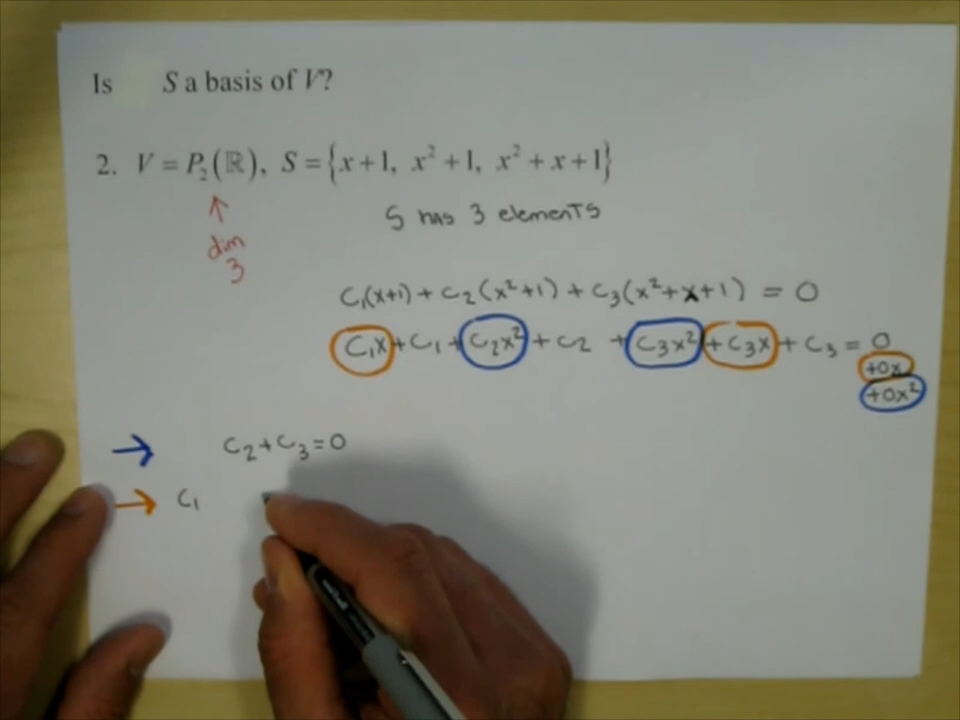 Is S a basis of V?
2. V = P₂(ℝ), S = {x+1, x²+1, x²+x+1}
S has 3 elements
dim
3
C₁(x+1) + C₂(x²+1) + C₃(x²+x+1) = 0
C₁x + C₁ + C₂x² + C₂ + C₃x² + C₃x + C₃ = 0
+0x
+0x²
→ C₂+C₃=0
→ C₁